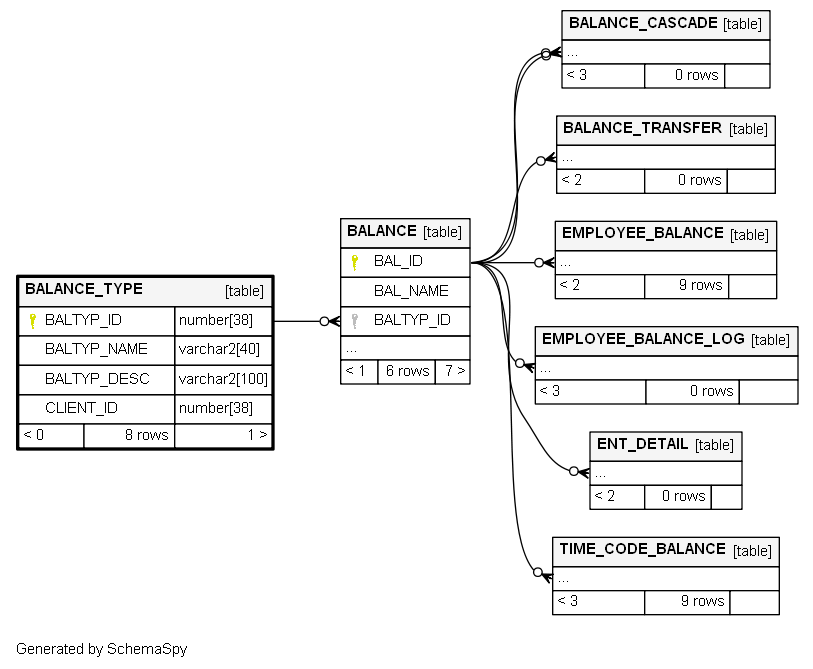 BALANCE_CASCADE [table]
...
< 3 0 rows
BALANCE_TRANSFER [table]
...
< 2 0 rows
BALANCE [table]
BAL_ID
BAL_NAME
BALTYP_ID
...
< 1 6 rows 7 >
EMPLOYEE_BALANCE [table]
...
< 2 9 rows
BALANCE_TYPE [table]
BALTYP_ID number[38]
BALTYP_NAME varchar2[40]
BALTYP_DESC varchar2[100]
CLIENT_ID number[38]
< 0 8 rows 1 >
EMPLOYEE_BALANCE_LOG [table]
...
< 3 0 rows
ENT_DETAIL [table]
...
< 2 0 rows
TIME_CODE_BALANCE [table]
...
< 3 9 rows
Generated by SchemaSpy